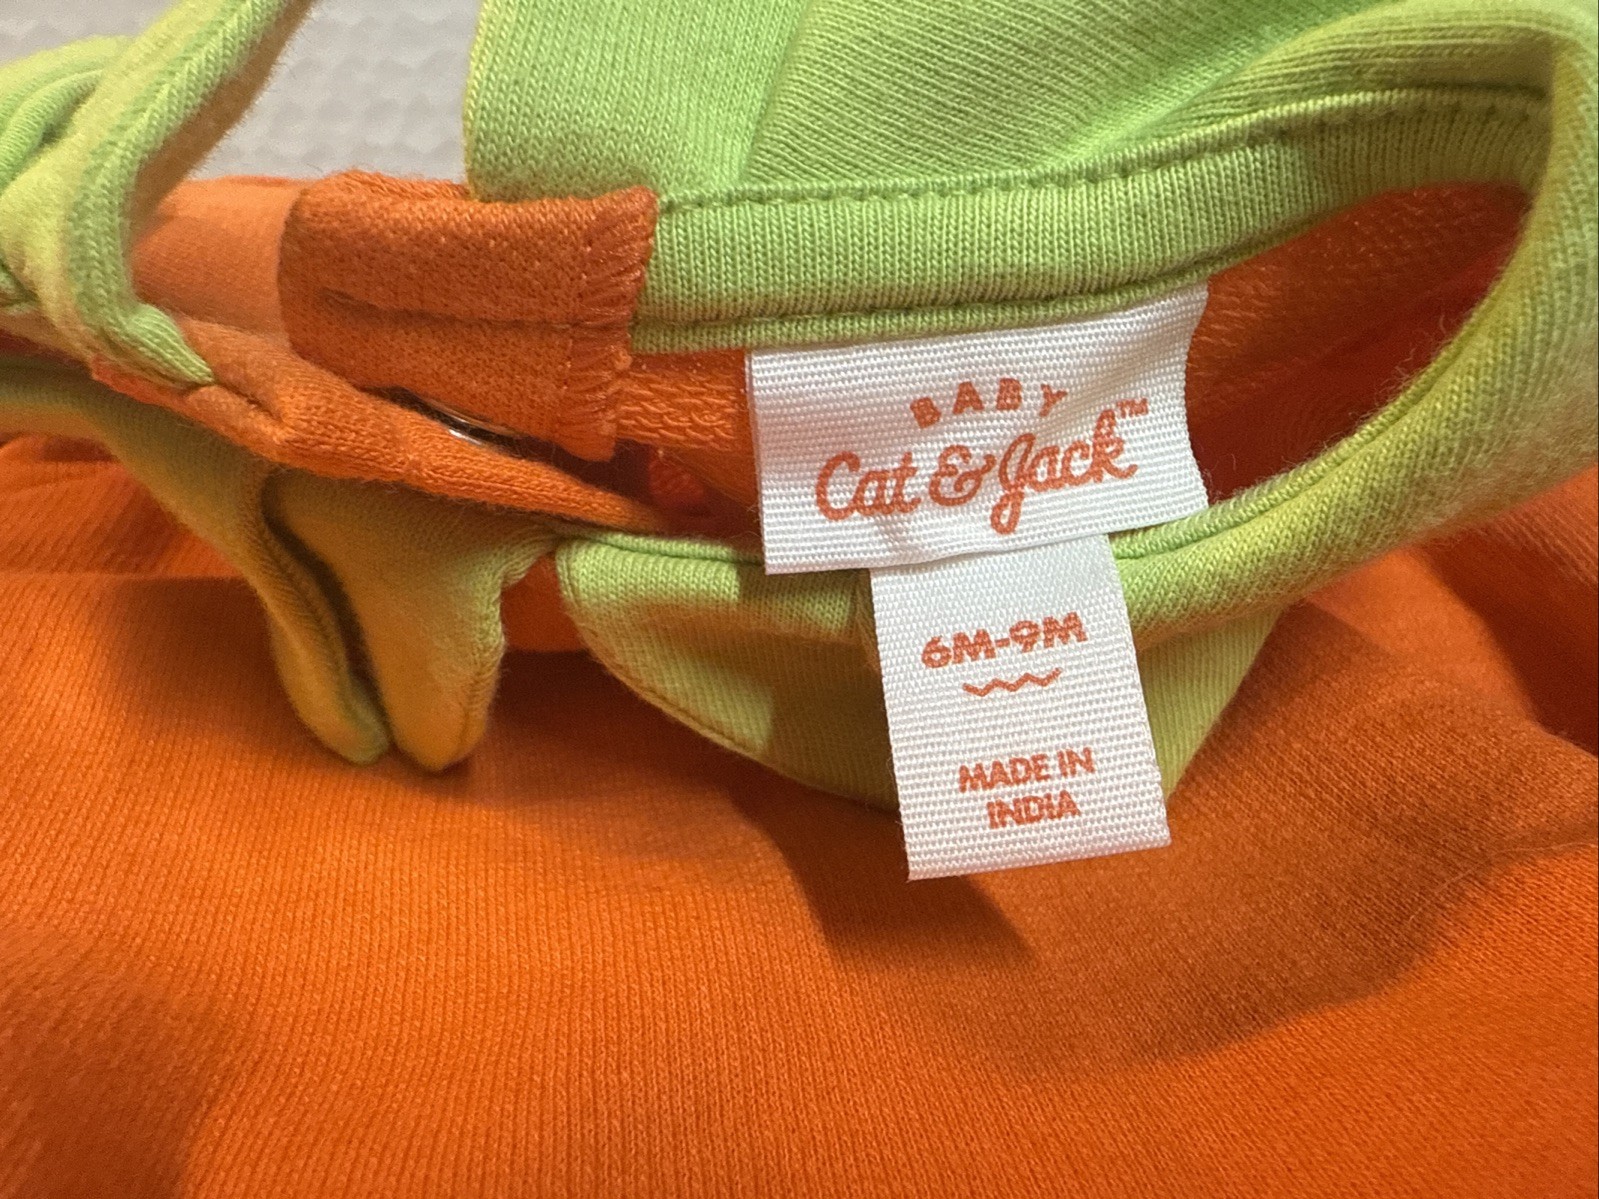 BABY
Cat & Jack™
6M-9M
MADE IN
INDIA